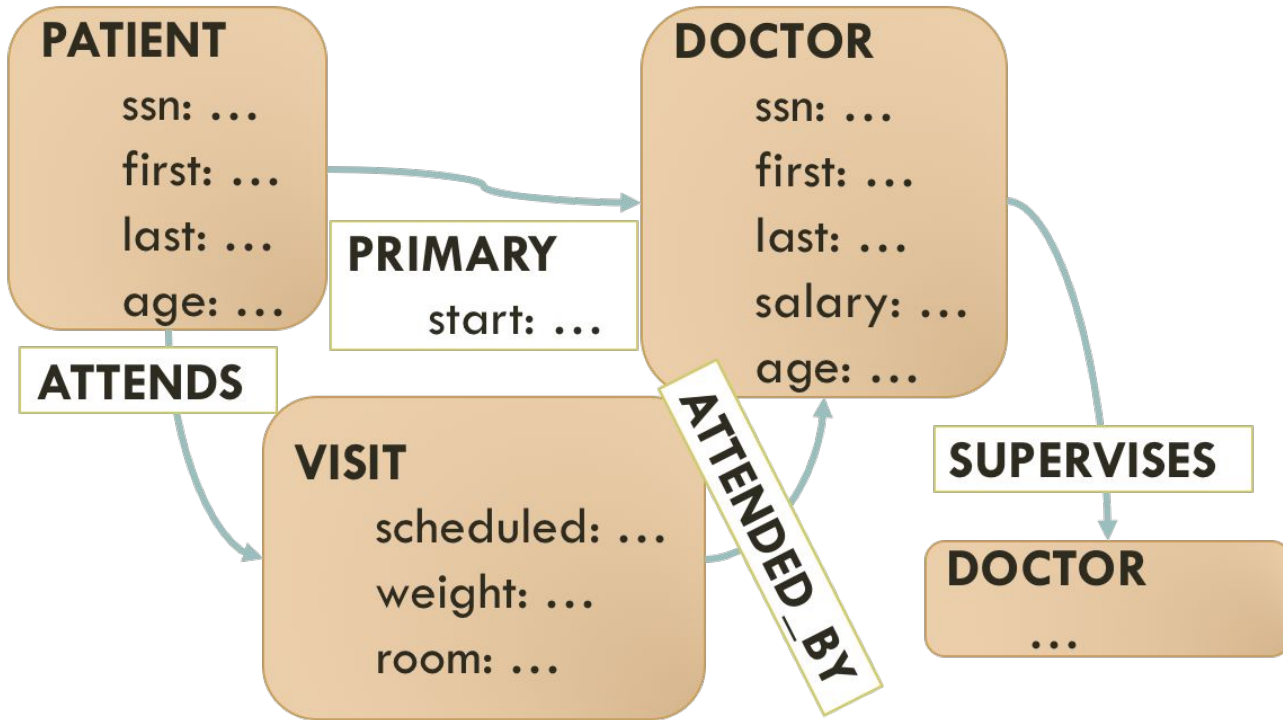 PATIENT
ssn: ...
first: ...
last: ...
age: ...
PRIMARY
start: ...
DOCTOR
ssn: ...
first: ...
last: ...
salary: ...
age: ...
ATTENDS
VISIT
scheduled: ...
weight: ...
room: ...
ATTENDED_BY
SUPERVISES
DOCTOR
...